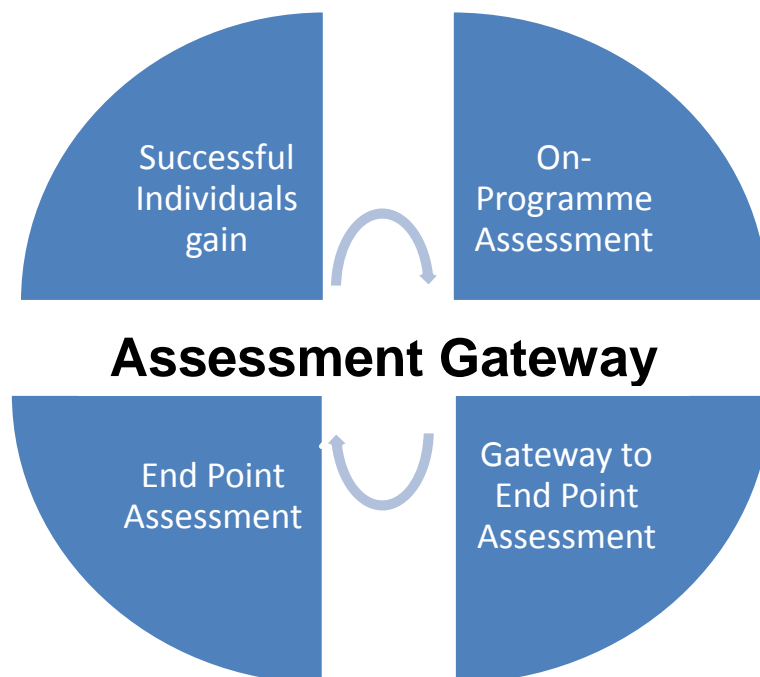 Successful
Individuals
gain
On-
Programme
Assessment
Assessment Gateway
End Point
Assessment
Gateway to
End Point
Assessment